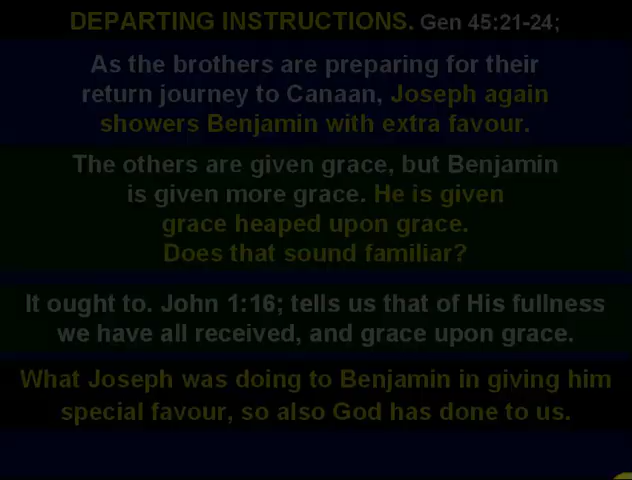 DEPARTING INSTRUCTIONS. Gen 45:21-24;
As the brothers are preparing for their
return journey to Canaan, Joseph again
showers Benjamin with extra favour.
The others are given grace, but Benjamin
is given more grace. He is given
grace heaped upon grace.
Does that sound familiar?
It ought to. John 1:16; tells us that of His fullness
we have all received, and grace upon grace.
What Joseph was doing to Benjamin in giving him
special favour, so also God has done to us.